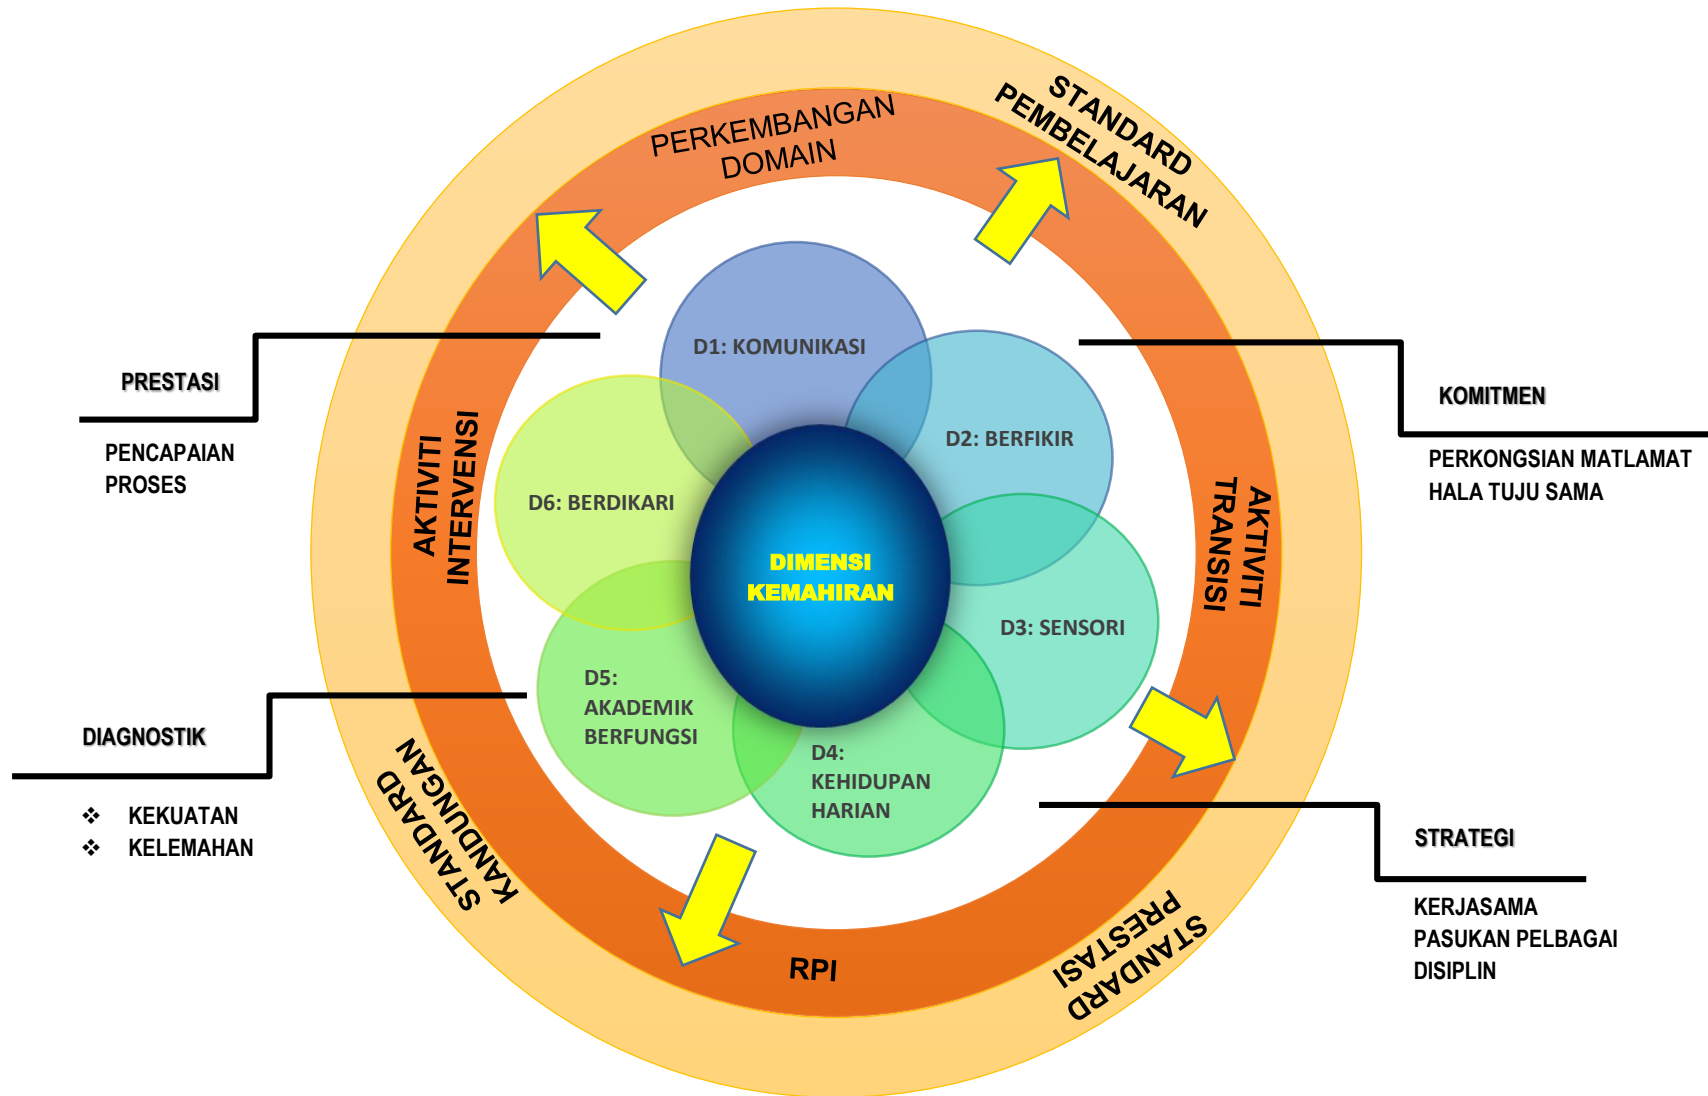 STANDARD
PEMBELAJARAN
PERKEMBANGAN
DOMAIN
D1: KOMUNIKASI
PRESTASI
PENCAPAIAN
PROSES
KOMITMEN
PERKONGSIAN MATLAMAT
HALA TUJU SAMA
D2: BERFIKIR
AKTIVITI
INTERVENSI
D6: BERDIKARI
AKTIVITI
TRANSISI
DIMENSI
KEMAHIRAN
D3: SENSORI
D5:
AKADEMIK
BERFUNGSI
D4:
KEHIDUPAN
HARIAN
DIAGNOSTIK
❖ KEKUATAN
❖ KELEMAHAN
STANDARD
KANDUNGAN
STRATEGI
KERJASAMA
PASUKAN PELBAGAI
DISIPLIN
RPI
STANDARD
PRESTASI